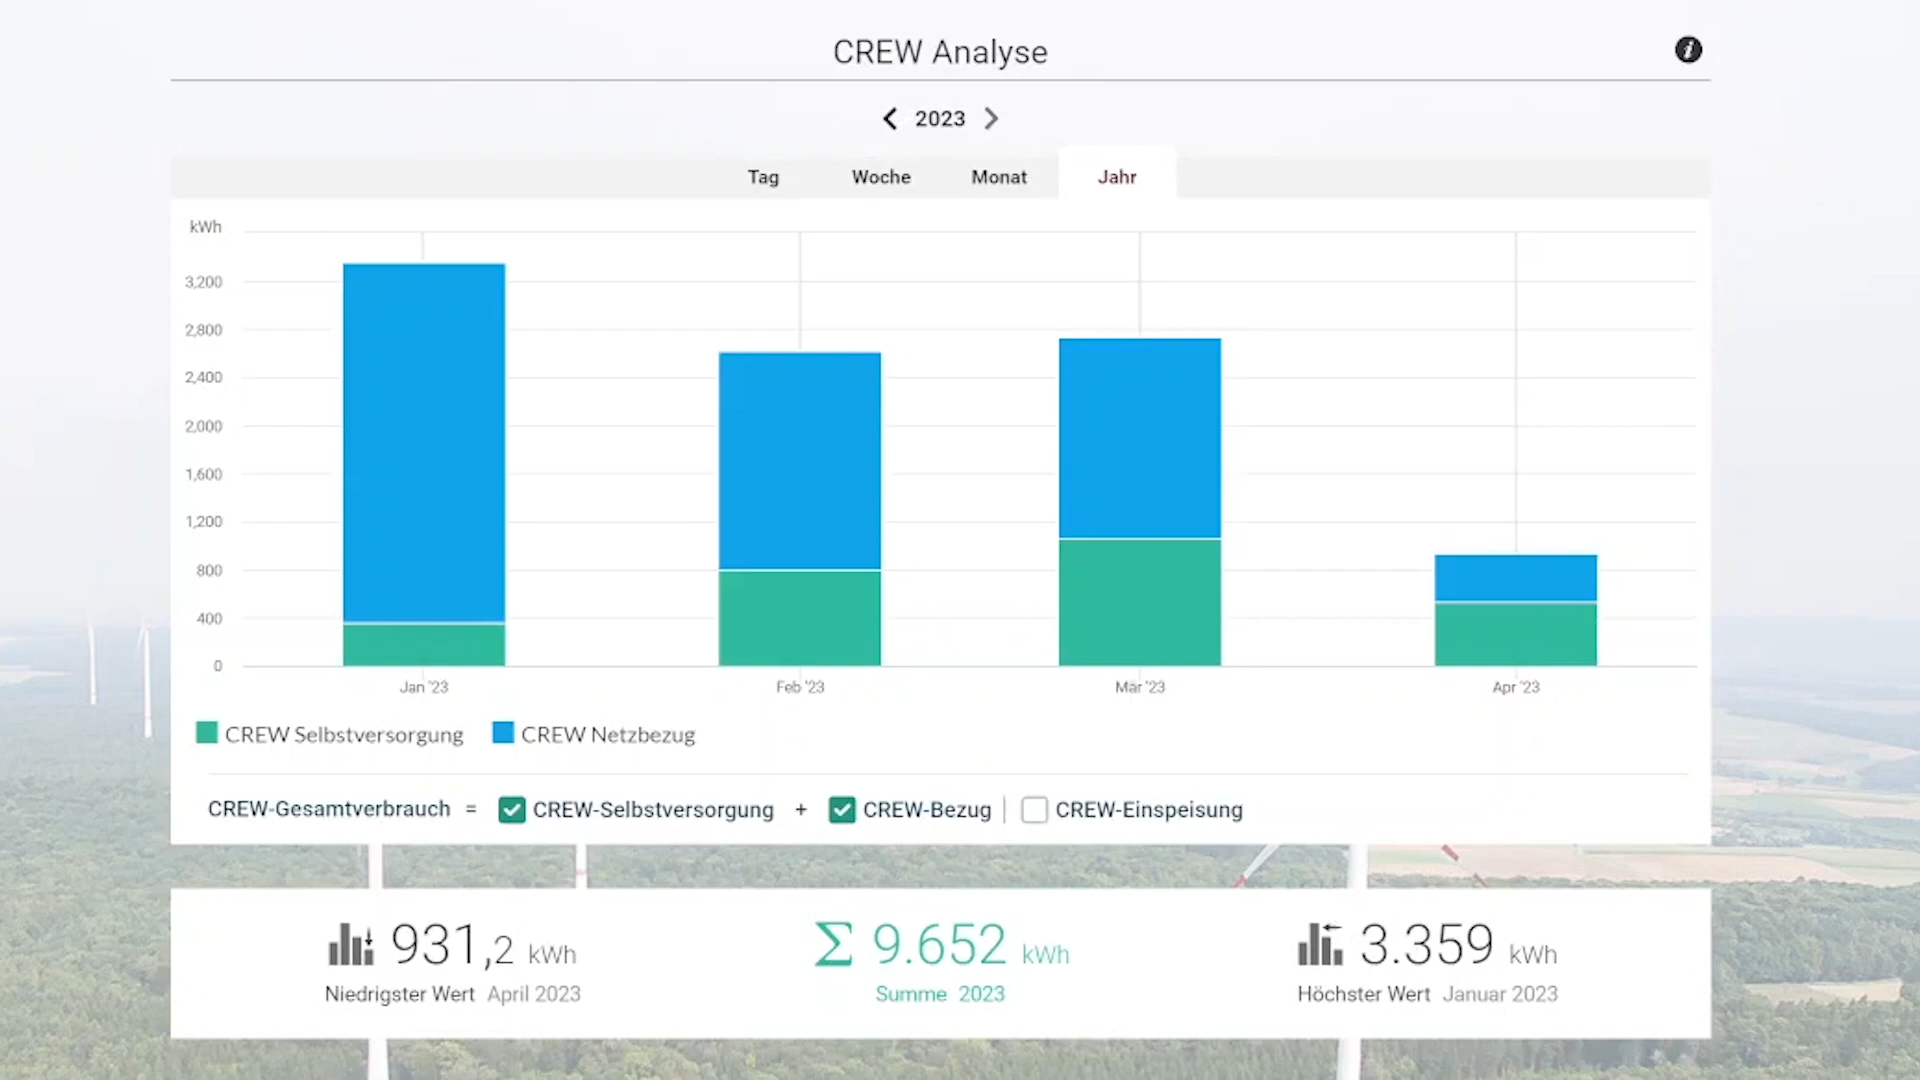 CREW Analyse
2023
Tag Woche Monat Jahr
kWh
3,200
2,800
2,400
2,000
1,600
1,200
800
400
0
Jan '23 Feb '23 Mär '23 Apr '23
CREW Selbstversorgung CREW Netzbezug
CREW-Gesamtverbrauch = CREW-Selbstversorgung + CREW-Bezug | CREW-Einspeisung
931,2 kWh Σ 9.652 kWh 3.359 kWh
Niedrigster Wert April 2023 Summe 2023 Höchster Wert Januar 2023